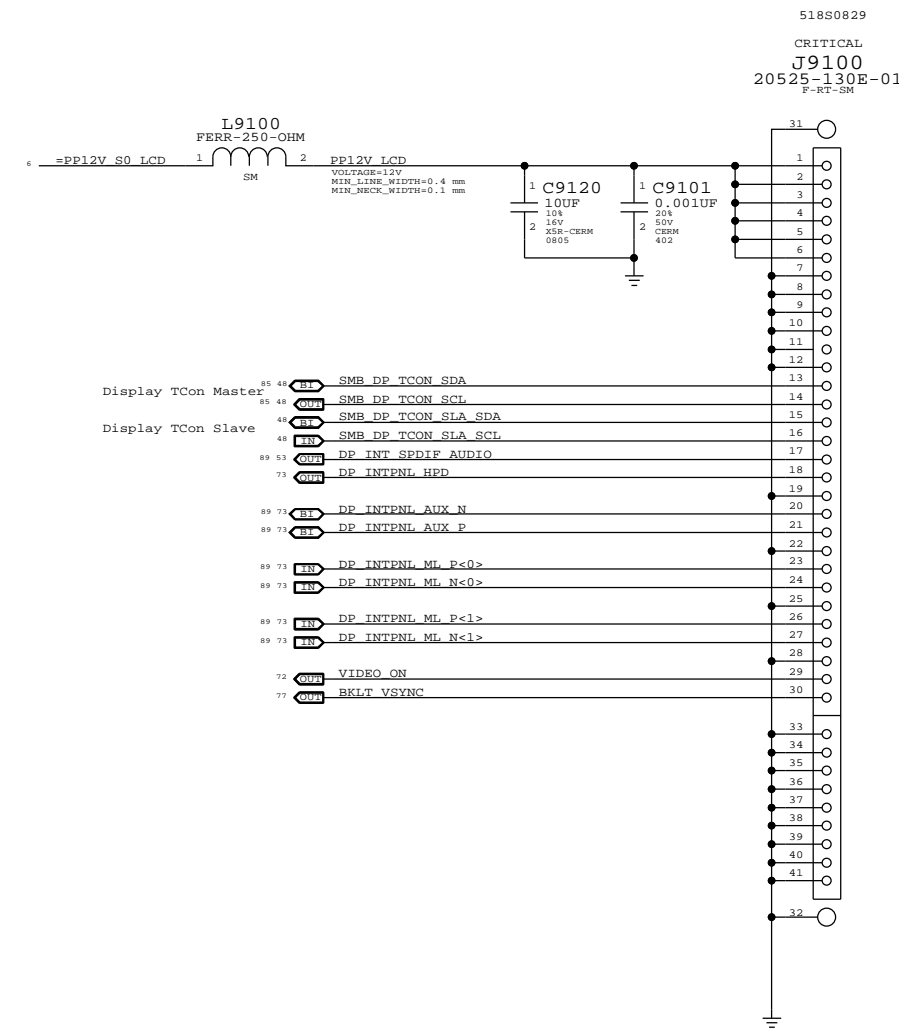 518S0829
CRITICAL
J9100
20525-130E-01
F-RT-SM
31
L9100
FERR-250-OHM
6 =PP12V_S0_LCD 1 2 PP12V_LCD 1
SM
VOLTAGE=12V
MIN_LINE_WIDTH=0.4 mm
MIN_NECK_WIDTH=0.1 mm
1 C9120
10UF
10%
16V
2 X5R-CERM
0805
1 C9101
0.001UF
20%
50V
2 CERM
402
2
3
4
5
6
7
8
9
10
11
12
Display TCon Master
85 48 BI SMB_DP_TCON_SDA 13
85 48 OUT SMB_DP_TCON_SCL 14
Display TCon Slave
48 BI SMB_DP_TCON_SLA_SDA 15
48 IN SMB_DP_TCON_SLA_SCL 16
89 53 OUT DP_INT_SPDIF_AUDIO 17
73 OUT DP_INTPNL_HPD 18
19
89 73 BI DP_INTPNL_AUX_N 20
89 73 BI DP_INTPNL_AUX_P 21
22
89 73 IN DP_INTPNL_ML_P<0> 23
89 73 IN DP_INTPNL_ML_N<0> 24
25
89 73 IN DP_INTPNL_ML_P<1> 26
89 73 IN DP_INTPNL_ML_N<1> 27
28
72 OUT VIDEO_ON 29
77 OUT BKLT_VSYNC 30
33
34
35
36
37
38
39
40
41
32